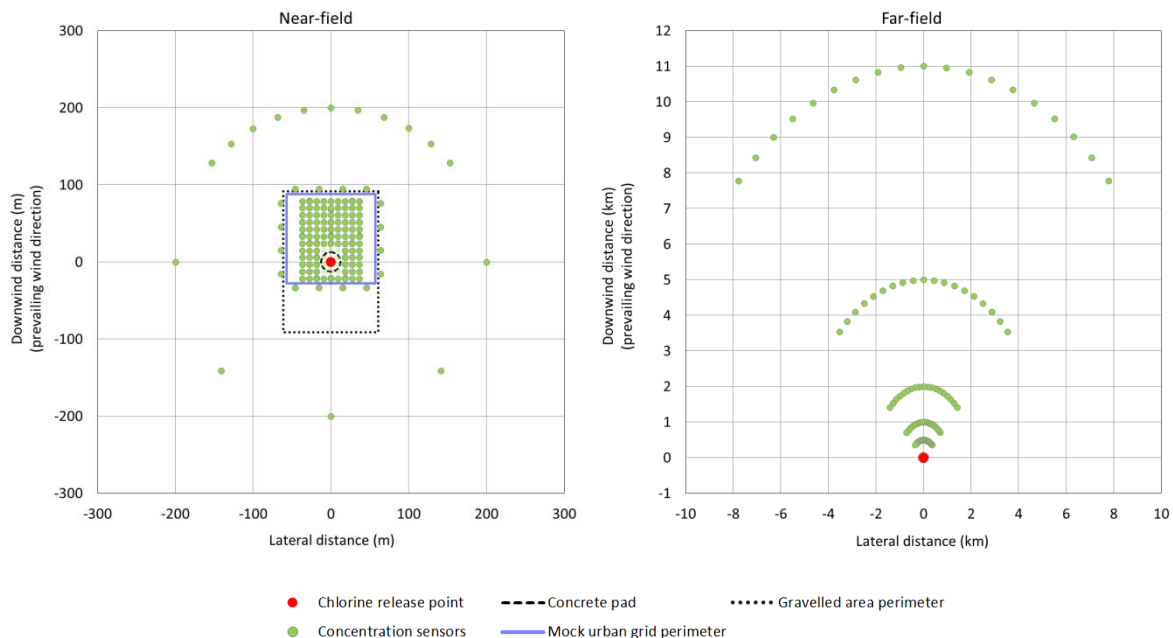 Near-field
300
200
100
0
-100
-200
-300
-300 -200 -100 0 100 200 300
Downwind distance (m)
(prevailing wind direction)
Lateral distance (m)
Far-field
12
11
10
9
8
7
6
5
4
3
2
1
0
-1
-10 -8 -6 -4 -2 0 2 4 6 8 10
Downwind distance (km)
(prevailing wind direction)
Lateral distance (km)
Chlorine release point
Concrete pad
Gravelled area perimeter
Concentration sensors
Mock urban grid perimeter